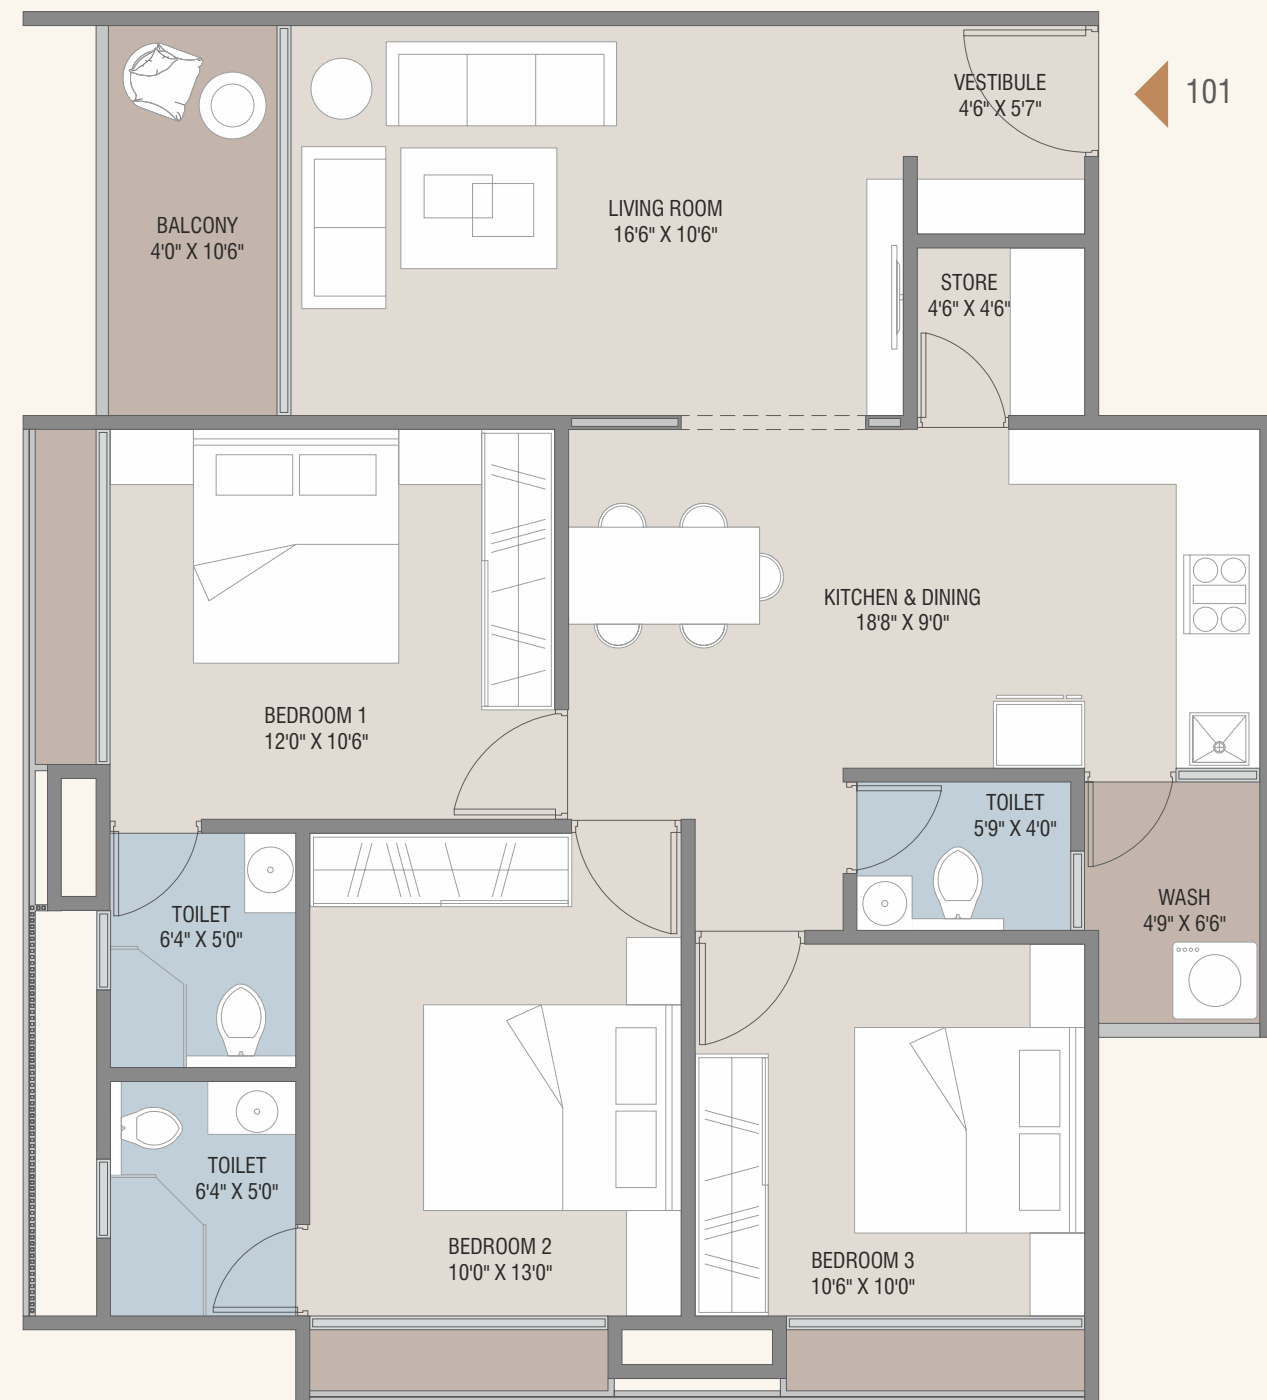 VESTIBULE
4'6" X 5'7"
101
BALCONY
4'0" X 10'6"
LIVING ROOM
16'6" X 10'6"
STORE
4'6" X 4'6"
KITCHEN & DINING
18'8" X 9'0"
BEDROOM 1
12'0" X 10'6"
TOILET
5'9" X 4'0"
WASH
4'9" X 6'6"
TOILET
6'4" X 5'0"
TOILET
6'4" X 5'0"
BEDROOM 2
10'0" X 13'0"
BEDROOM 3
10'6" X 10'0"